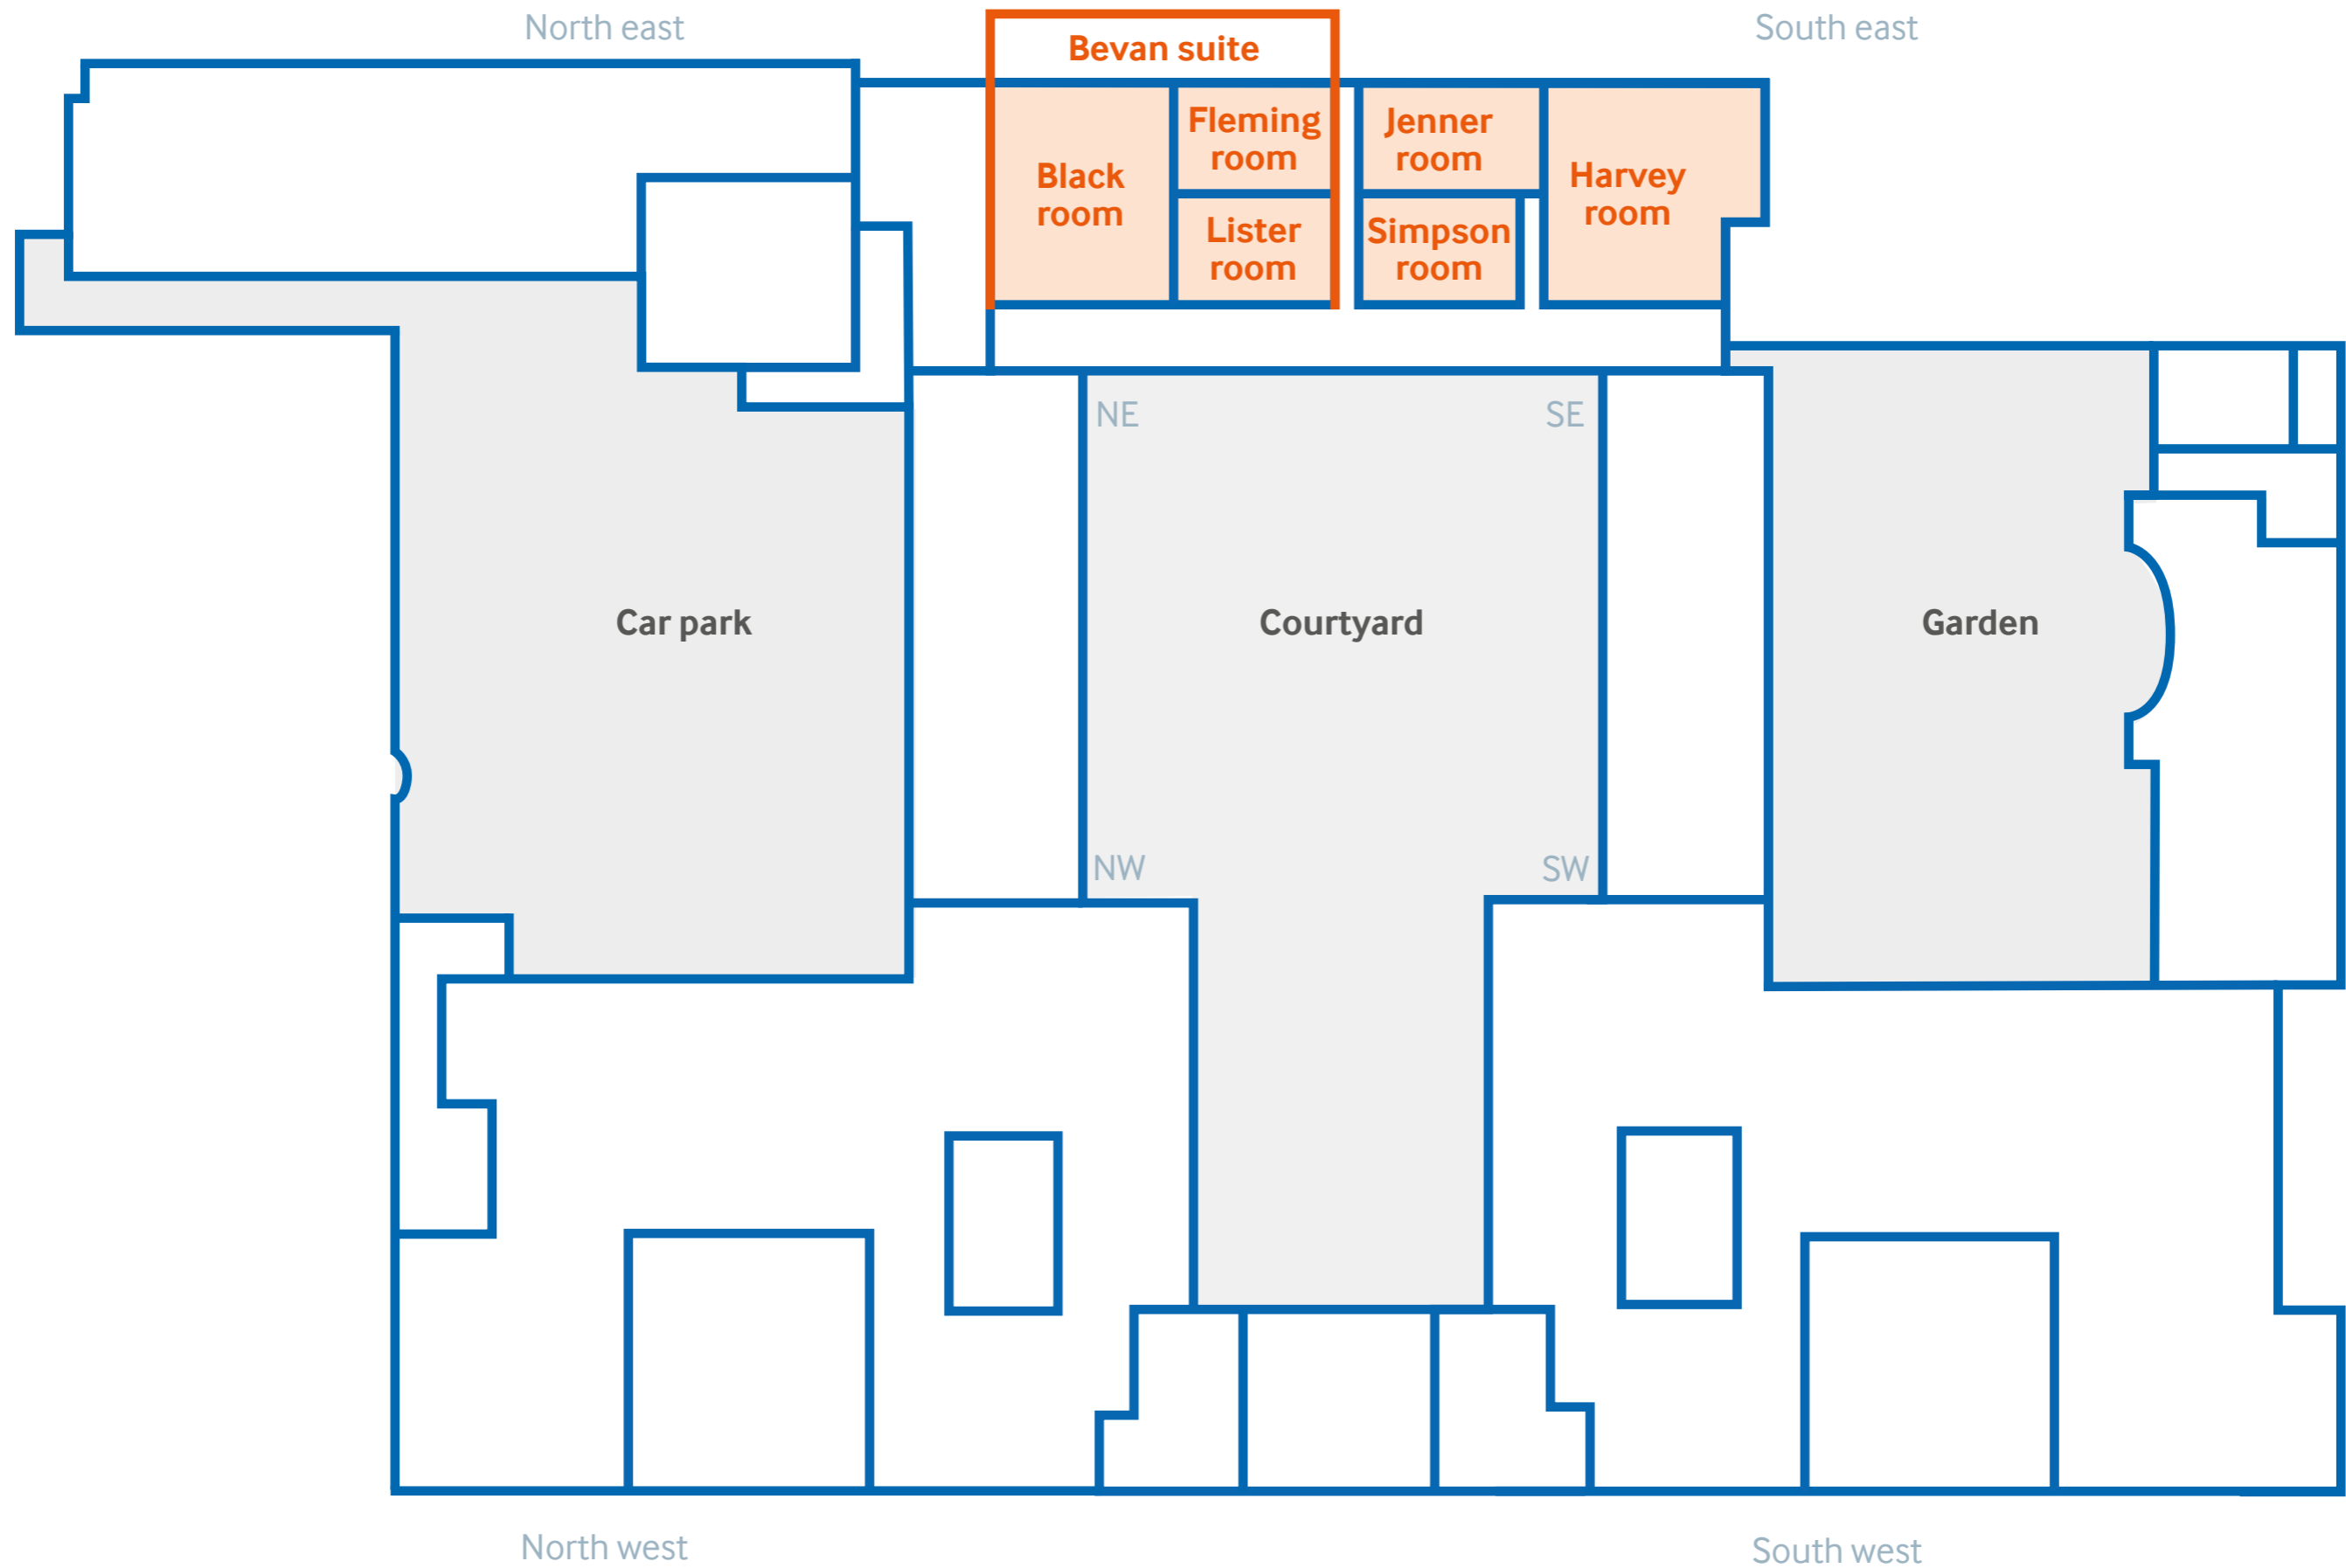 North east
South east
Bevan suite
Black
room
Fleming
room
Lister
room
Jenner
room
Simpson
room
Harvey
room
NE
SE
Car park
Courtyard
Garden
NW
SW
North west
South west